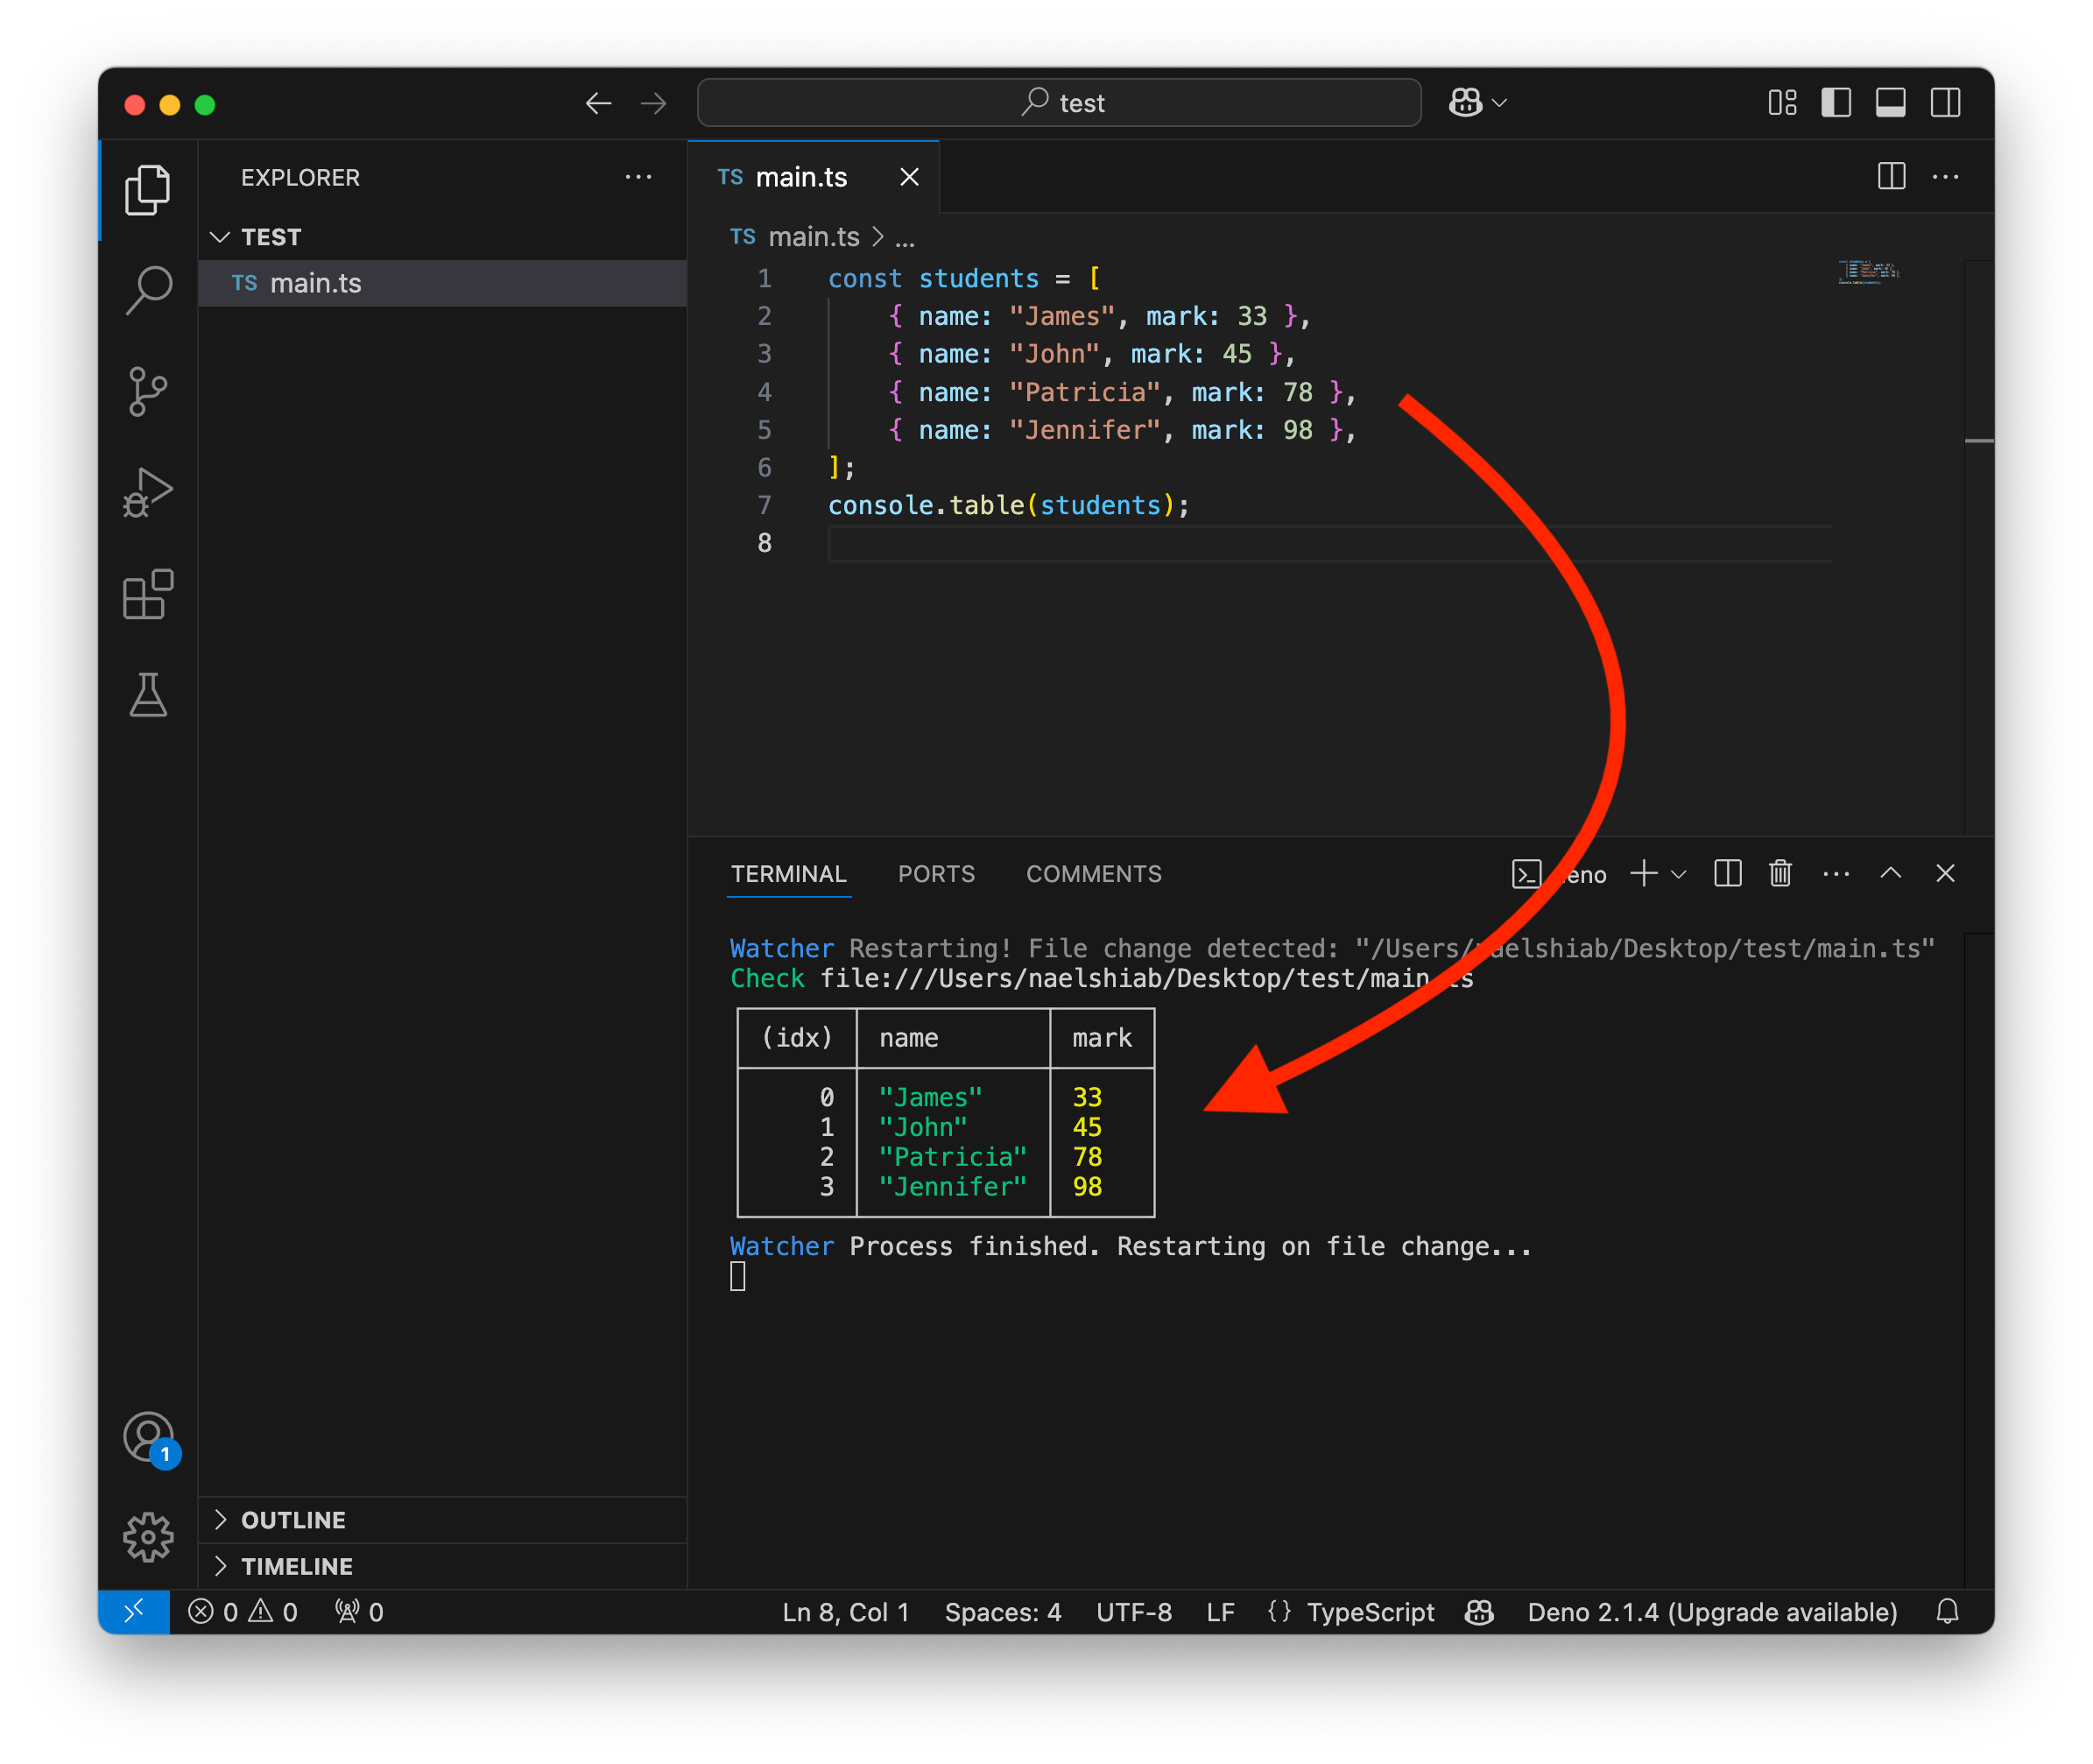 test
EXPLORER
TEST
TS main.ts
TS main.ts
TS main.ts > ...
1 const students = [
2 { name: "James", mark: 33 },
3 { name: "John", mark: 45 },
4 { name: "Patricia", mark: 78 },
5 { name: "Jennifer", mark: 98 },
6 ];
7 console.table(students);
8
TERMINAL PORTS COMMENTS
Watcher Restarting! File change detected: "/Users/naelshiab/Desktop/test/main.ts"
Check file:///Users/naelshiab/Desktop/test/main.ts
(idx) name mark
0 "James" 33
1 "John" 45
2 "Patricia" 78
3 "Jennifer" 98
Watcher Process finished. Restarting on file change...
1
OUTLINE
TIMELINE
0 0 0 Ln 8, Col 1 Spaces: 4 UTF-8 LF {} TypeScript Deno 2.1.4 (Upgrade available)